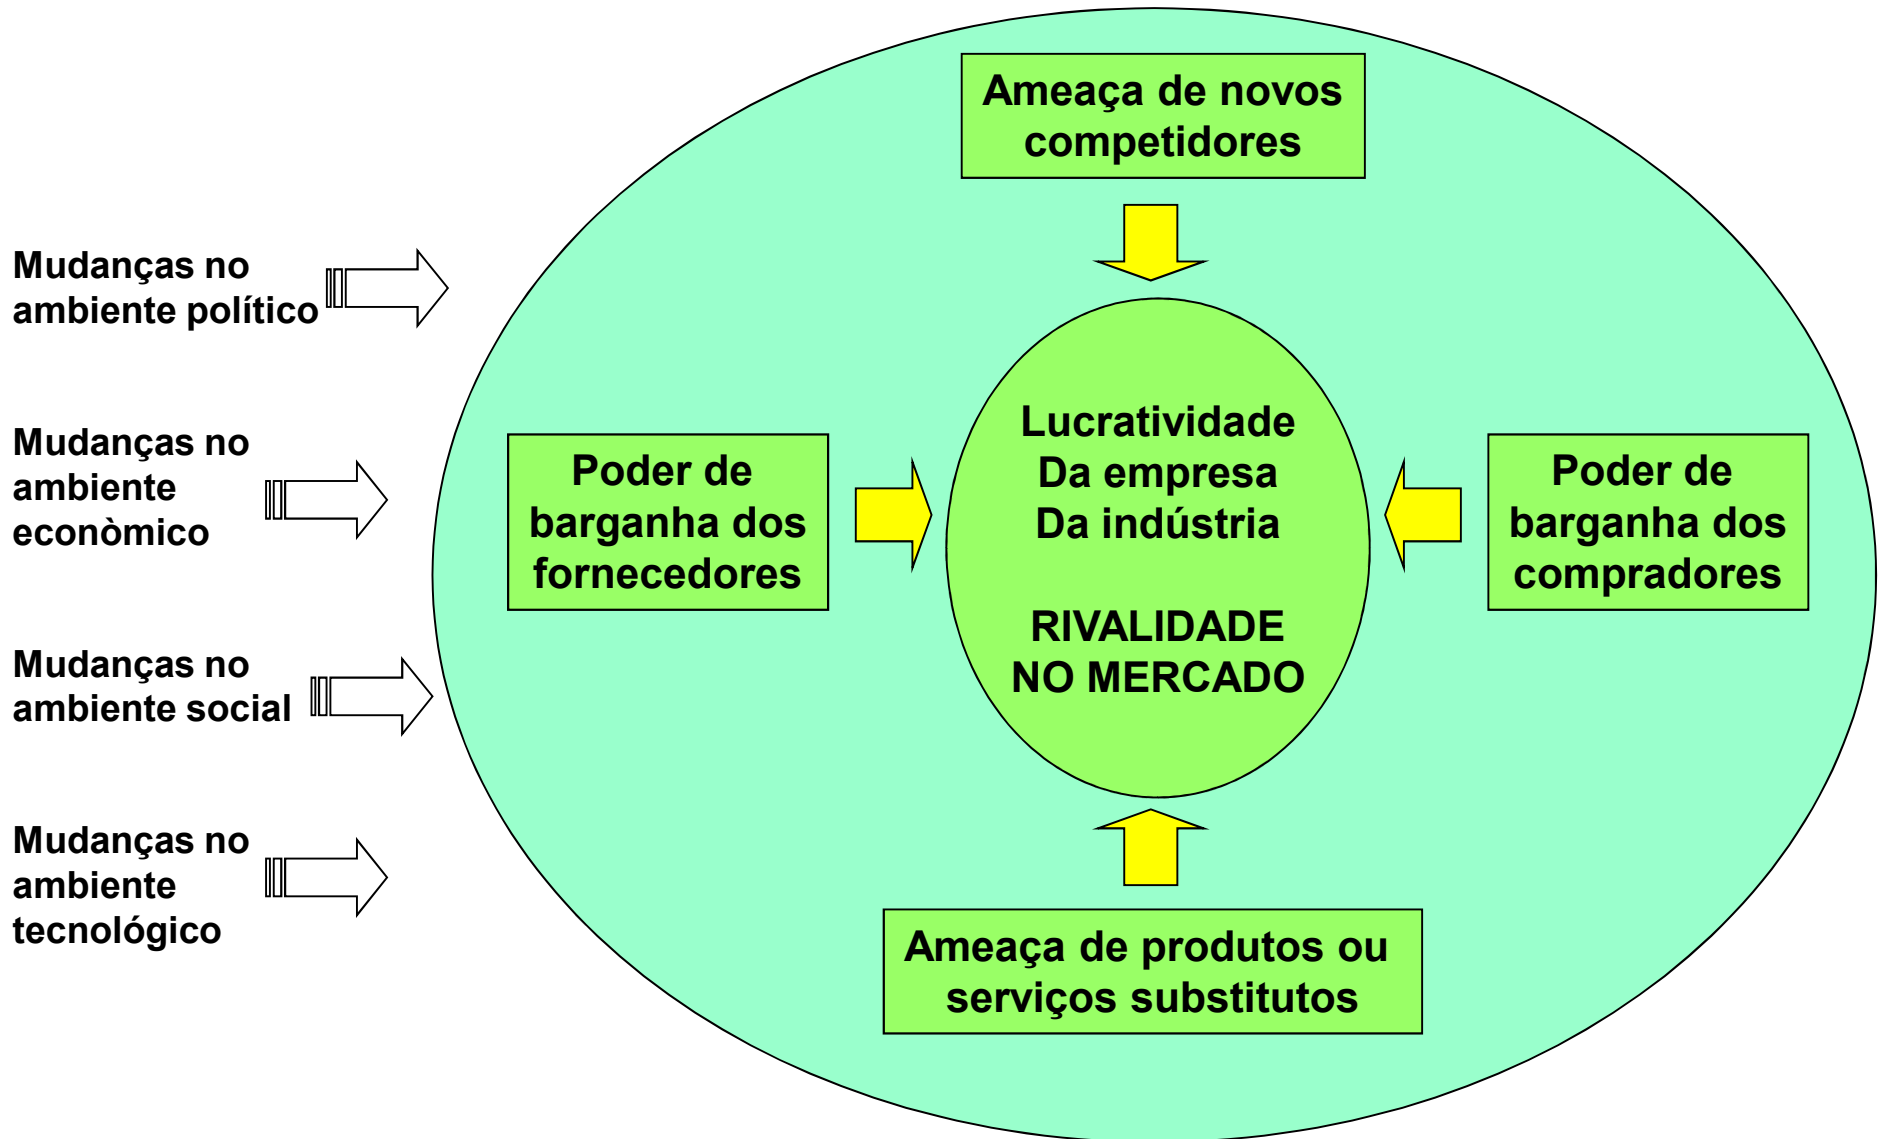 Ameaça de novos
competidores
Mudanças no
ambiente político
Mudanças no
ambiente
econòmico
Poder de
barganha dos
fornecedores
Lucratividade
Da empresa
Da indústria
RIVALIDADE
NO MERCADO
Poder de
barganha dos
compradores
Mudanças no
ambiente social
Mudanças no
ambiente
tecnológico
Ameaça de produtos ou
serviços substitutos